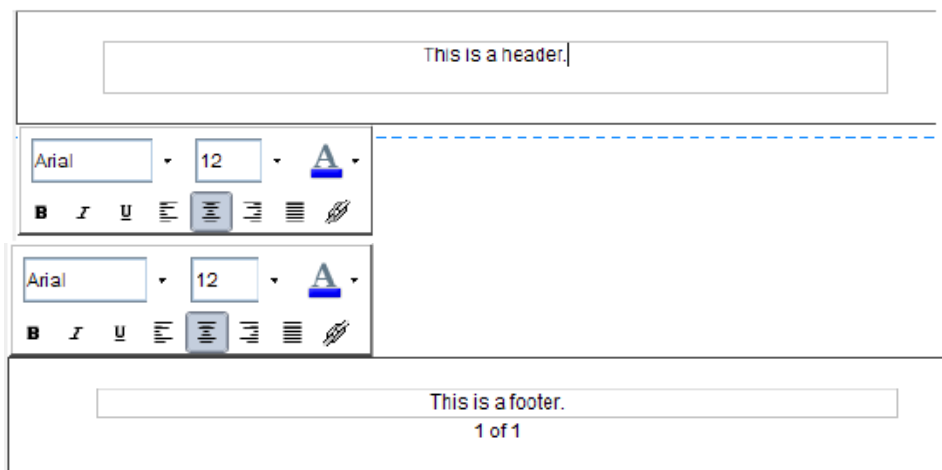 This is a header.
Arial 12 A
B I U
Arial 12 A
B I U
This is a footer.
1 of 1